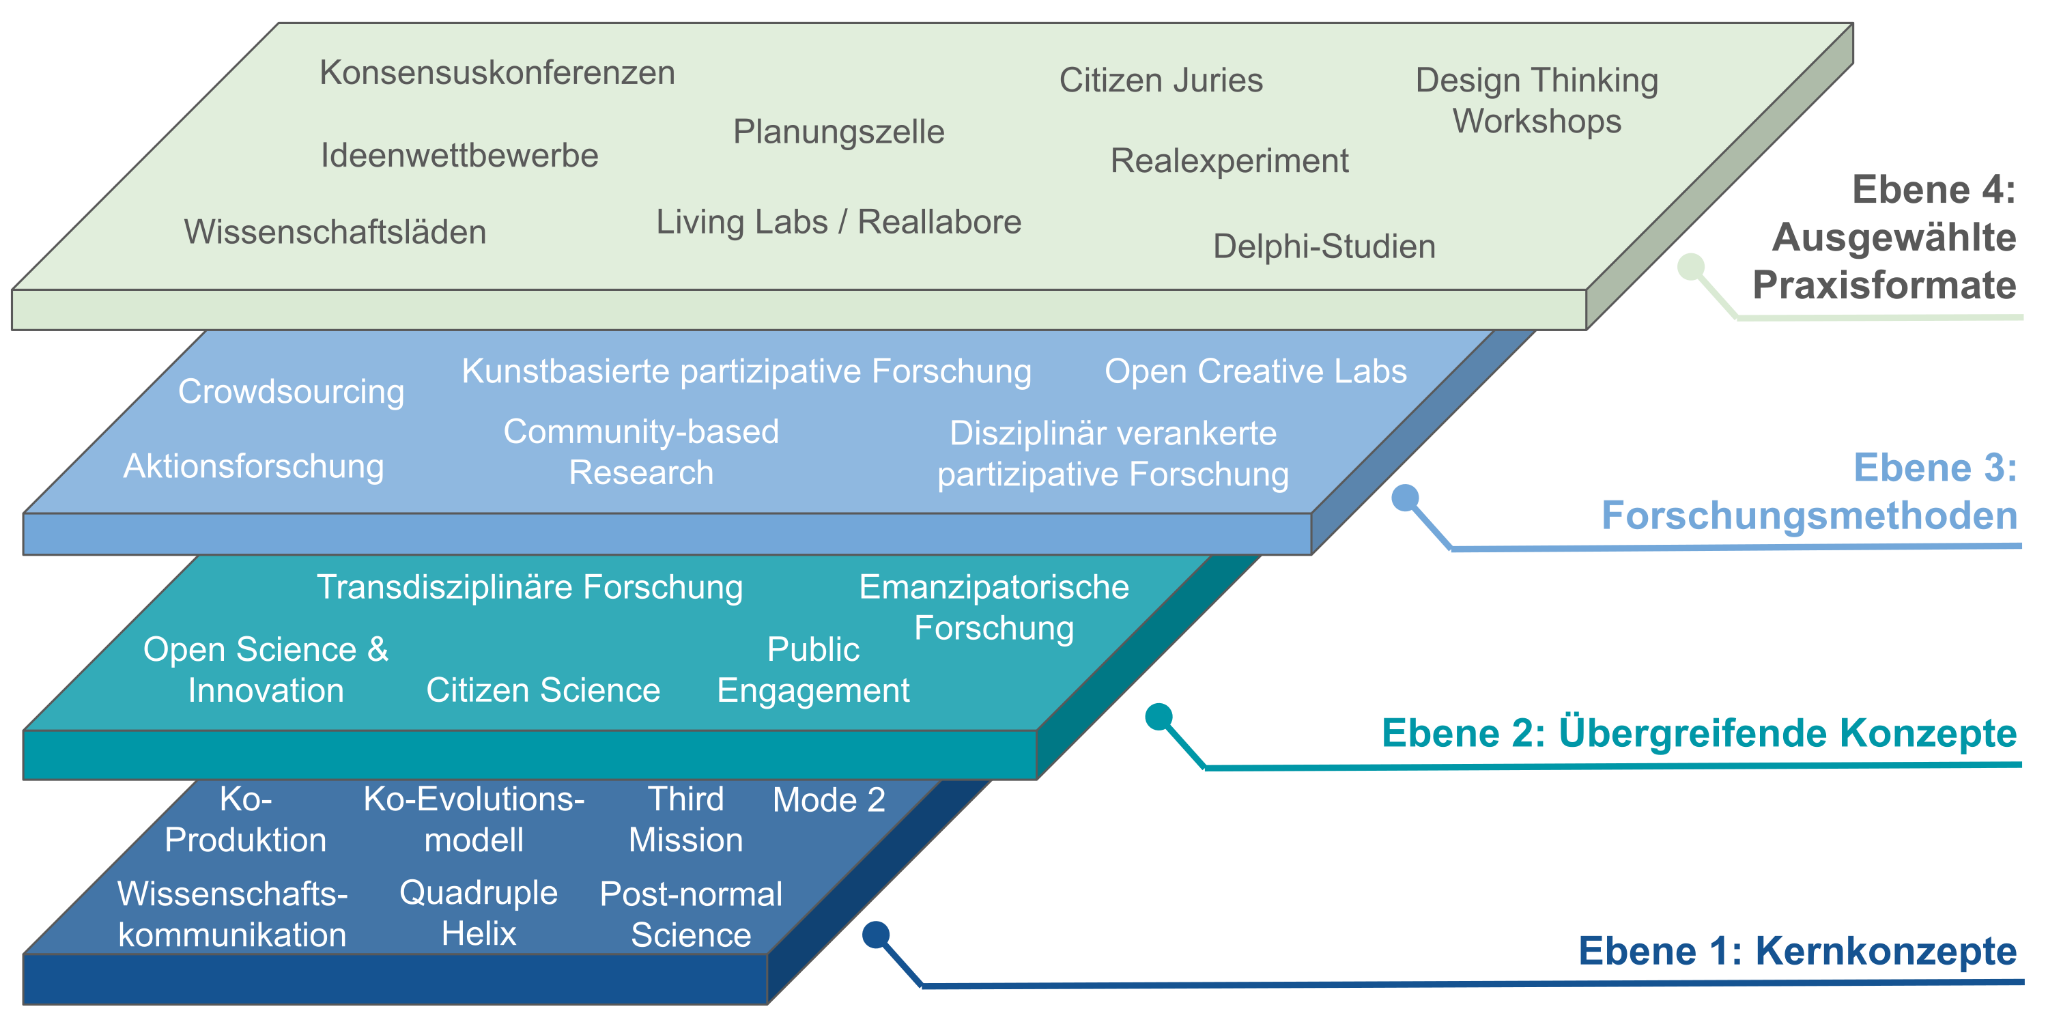 Konsensuskonferenzen
Citizen Juries
Design Thinking
Workshops
Planungszelle
Ideenwettbewerbe
Realexperiment
Wissenschaftsläden
Living Labs / Reallabore
Delphi-Studien
Ebene 4:
Ausgewählte
Praxisformate
Crowdsourcing
Kunstbasierte partizipative Forschung
Open Creative Labs
Aktionsforschung
Community-based
Research
Disziplinär verankerte
partizipative Forschung
Ebene 3:
Forschungsmethoden
Transdisziplinäre Forschung
Emanzipatorische
Forschung
Open Science &
Innovation
Citizen Science
Public
Engagement
Ebene 2: Übergreifende Konzepte
Ko-
Produktion
Ko-Evolutions-
modell
Third
Mission
Mode 2
Wissenschafts-
kommunikation
Quadruple
Helix
Post-normal
Science
Ebene 1: Kernkonzepte